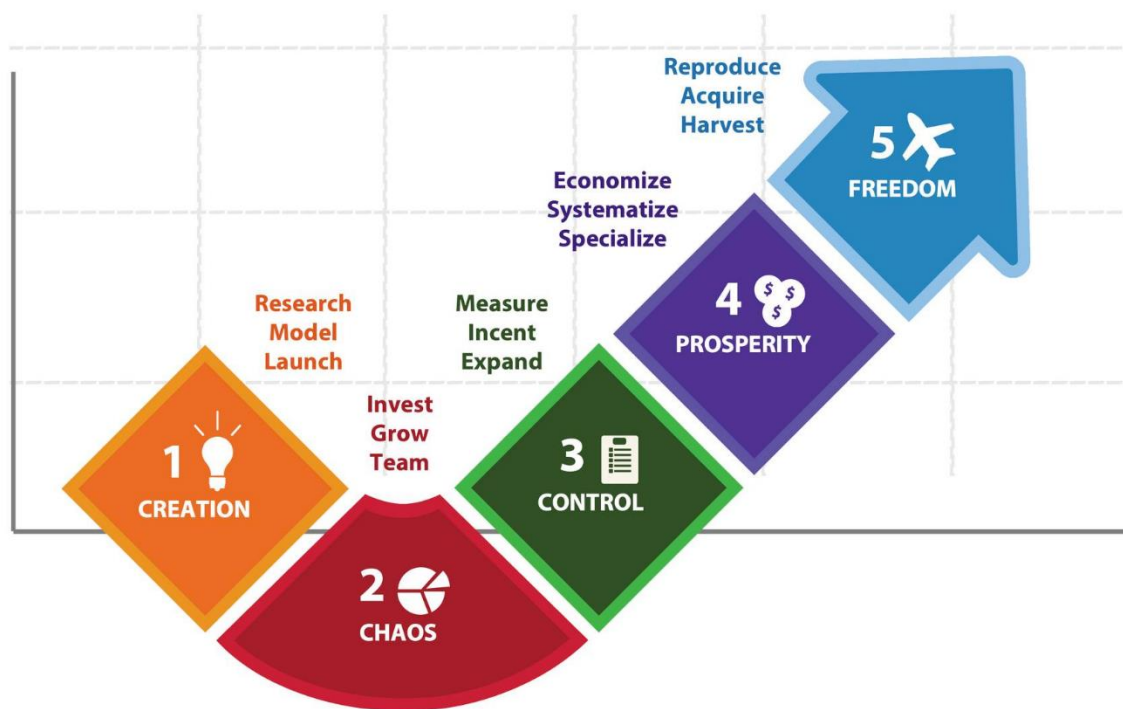 Research
Model
Launch
1
CREATION
Invest
Grow
Team
2
CHAOS
Measure
Incent
Expand
3
CONTROL
Economize
Systematize
Specialize
4
$ $ $
PROSPERITY
Reproduce
Acquire
Harvest
5
FREEDOM